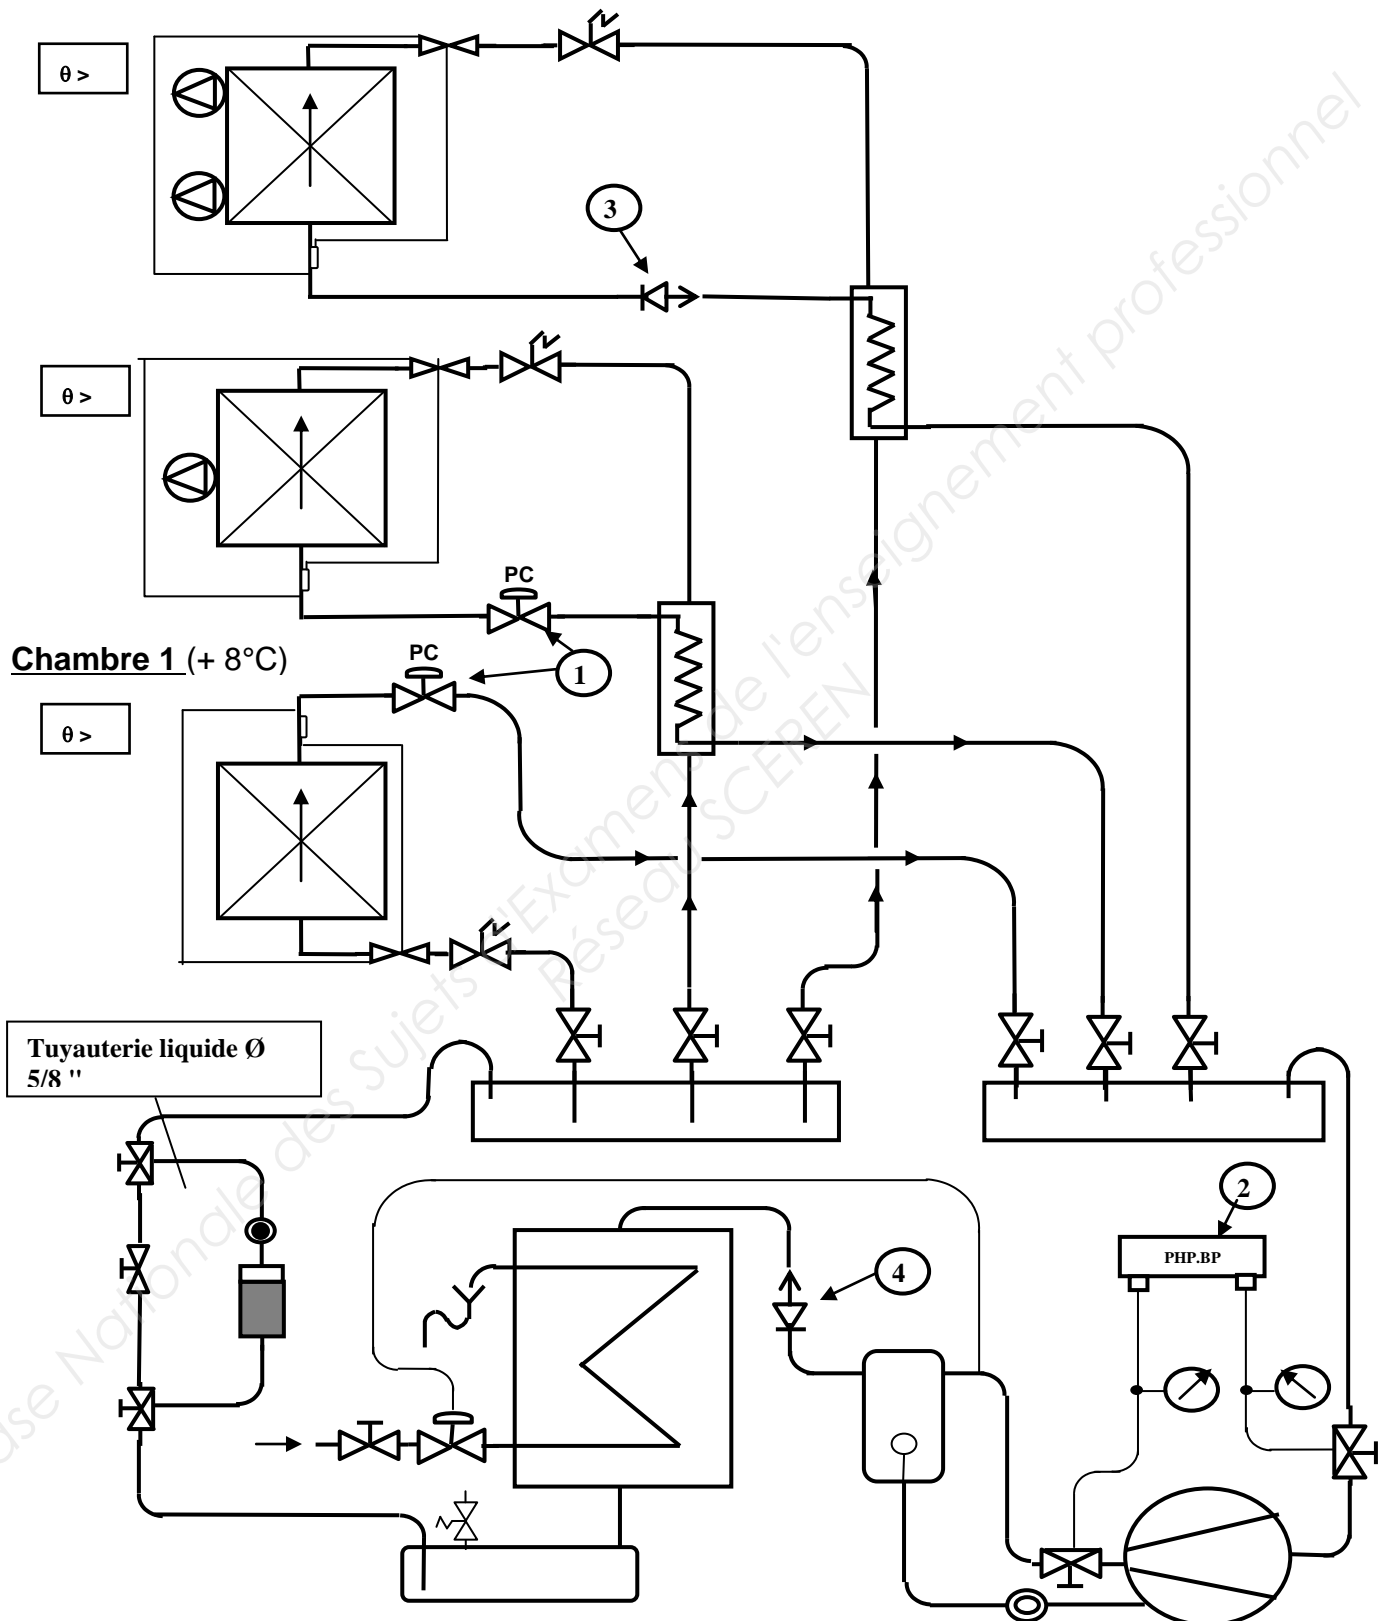 θ >
3
θ >
PC
Chambre 1 (+ 8°C)
PC
1
θ >
Tuyauterie liquide Ø
5/8 "
2
PHP.BP
4
Base Nationale des Sujets d'Examens de l'enseignement professionnel
Réseau SCEREN